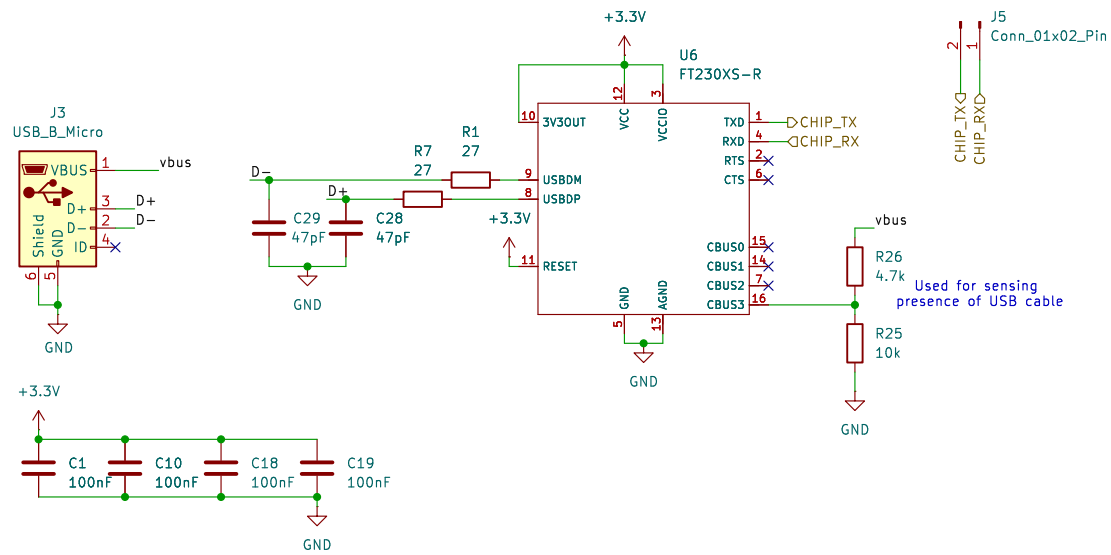 J3
USB_B_Micro
VBUS
1
vbus
D+
3
D+
D-
2
D-
ID
4
Shield
GND
6
5
GND
D-
D+
R7
27
R1
27
C29
47pF
C28
47pF
GND
+3.3V
+3.3V
U6
FT230XS-R
12
VCC
3
VCCIO
10
3V3OUT
9
USBDM
8
USBDP
11
RESET
TXD
1
CHIP_TX
RXD
4
CHIP_RX
RTS
2
CTS
6
CBUS0
15
CBUS1
14
CBUS2
7
CBUS3
16
GND
5
AGND
13
GND
J5
Conn_01x02_Pin
2
1
CHIP_TX
CHIP_RX
vbus
R26
4.7k
Used for sensing
presence of USB cable
R25
10k
GND
+3.3V
C1
100nF
C10
100nF
C18
100nF
C19
100nF
GND